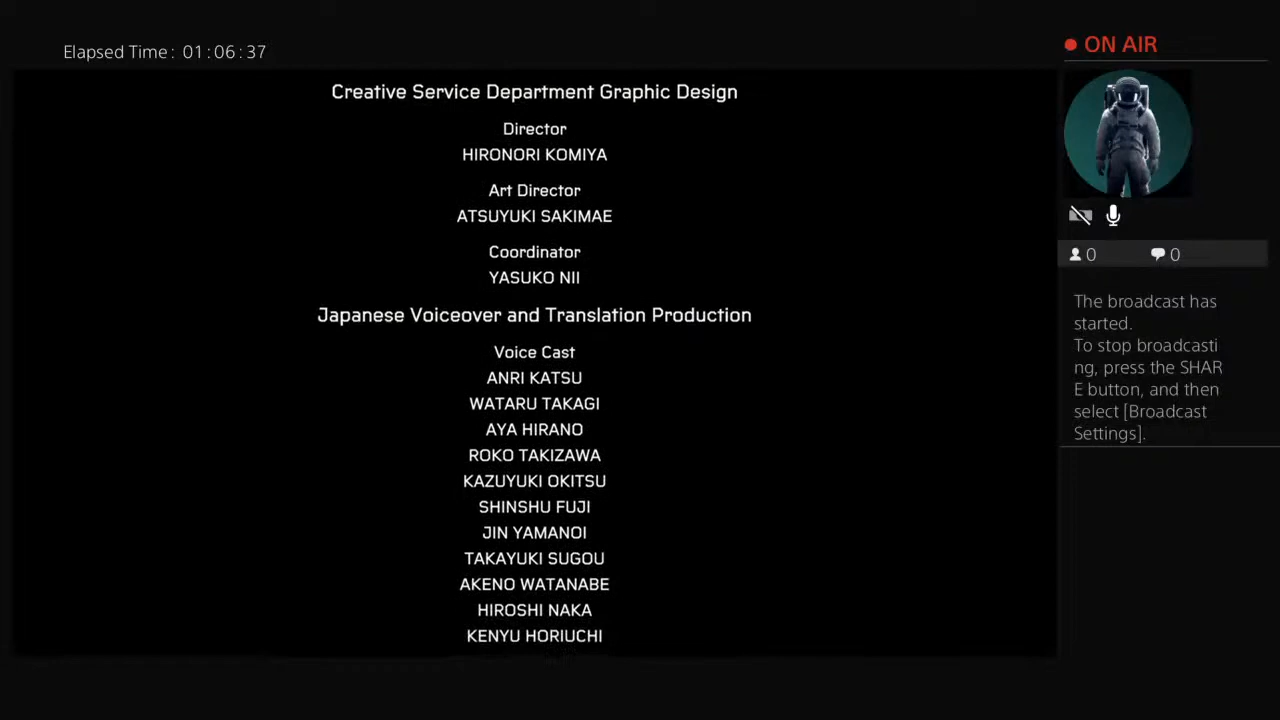 Elapsed Time: 01:06:37
ON AIR
Creative Service Department Graphic Design
Director
HIRONORI KOMIYA
Art Director
ATSUYUKI SAKIMAE
Coordinator
YASUKO NII
Japanese Voiceover and Translation Production
Voice Cast
ANRI KATSU
WATARU TAKAGI
AYA HIRANO
ROKO TAKIZAWA
KAZUYUKI OKITSU
SHINSHU FUJI
JIN YAMANOI
TAKAYUKI SUGOU
AKENO WATANABE
HIROSHI NAKA
KENYU HORIUCHI
0 0
The broadcast has
started.
To stop broadcasti
ng, press the SHAR
E button, and then
select [Broadcast
Settings].